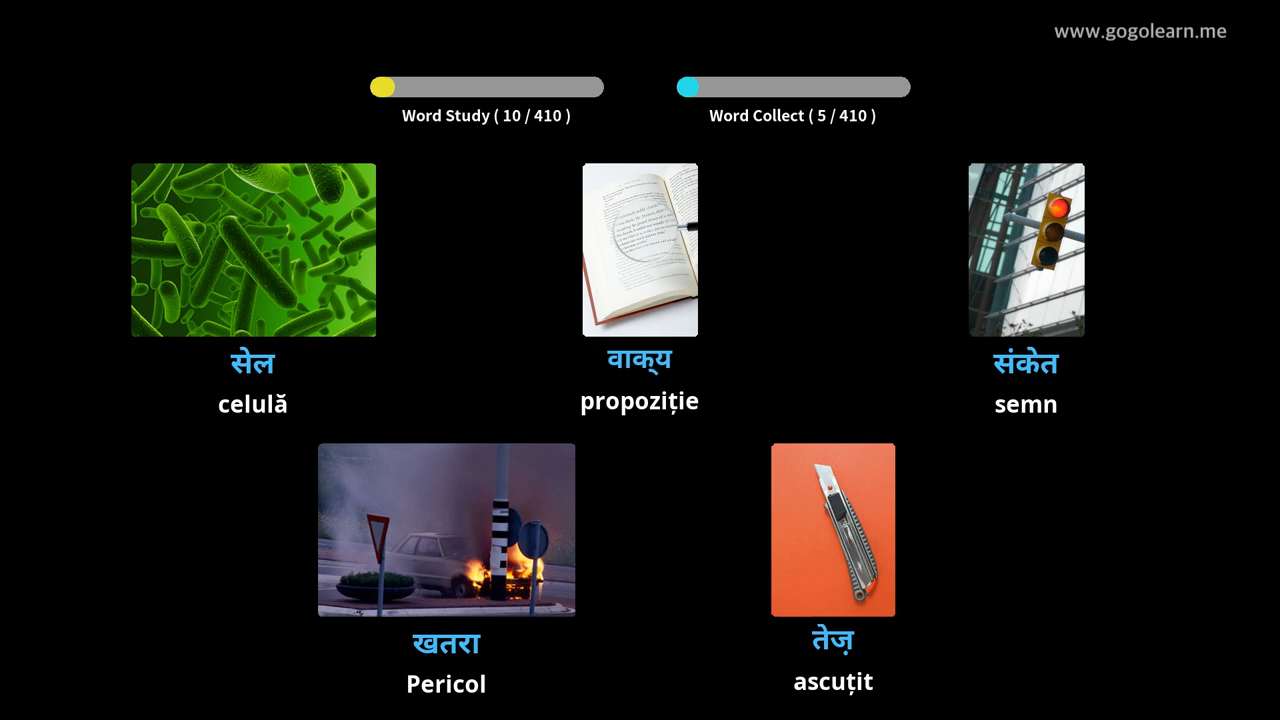 www.gogolearn.me
Word Study ( 10 / 410 )
Word Collect ( 5 / 410 )
सेल
celulă
वाक्य
propoziție
संकेत
semn
खतरा
Pericol
तेज़
ascuțit